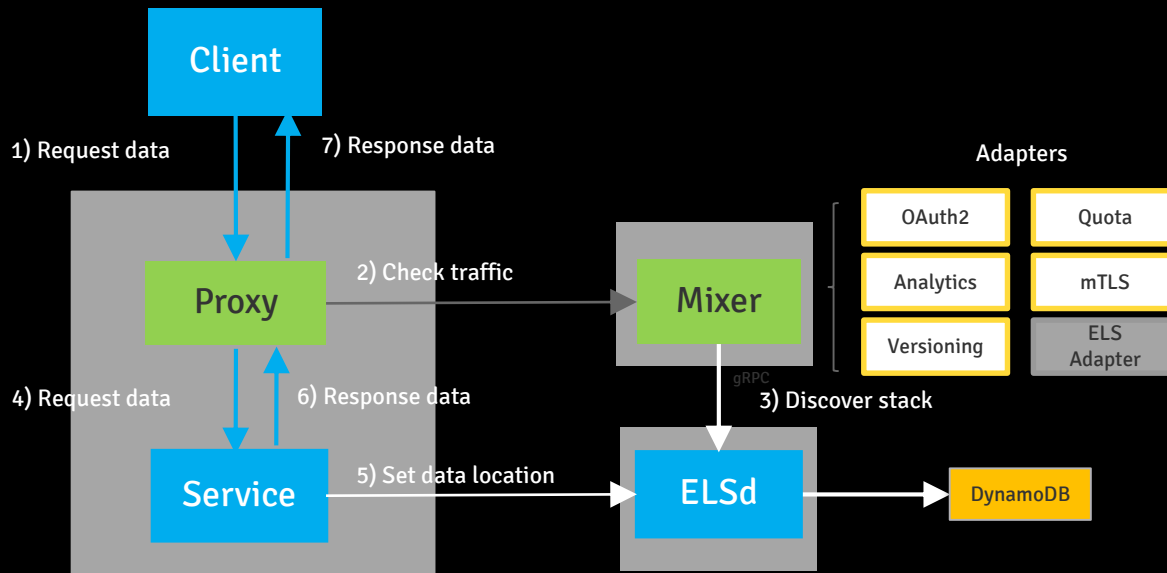 Client
1) Request data
7) Response data
Adapters
OAuth2
Quota
2) Check traffic
Proxy
Mixer
Analytics
mTLS
Versioning
ELS
Adapter
gRPC
4) Request data
6) Response data
3) Discover stack
5) Set data location
Service
ELSd
DynamoDB